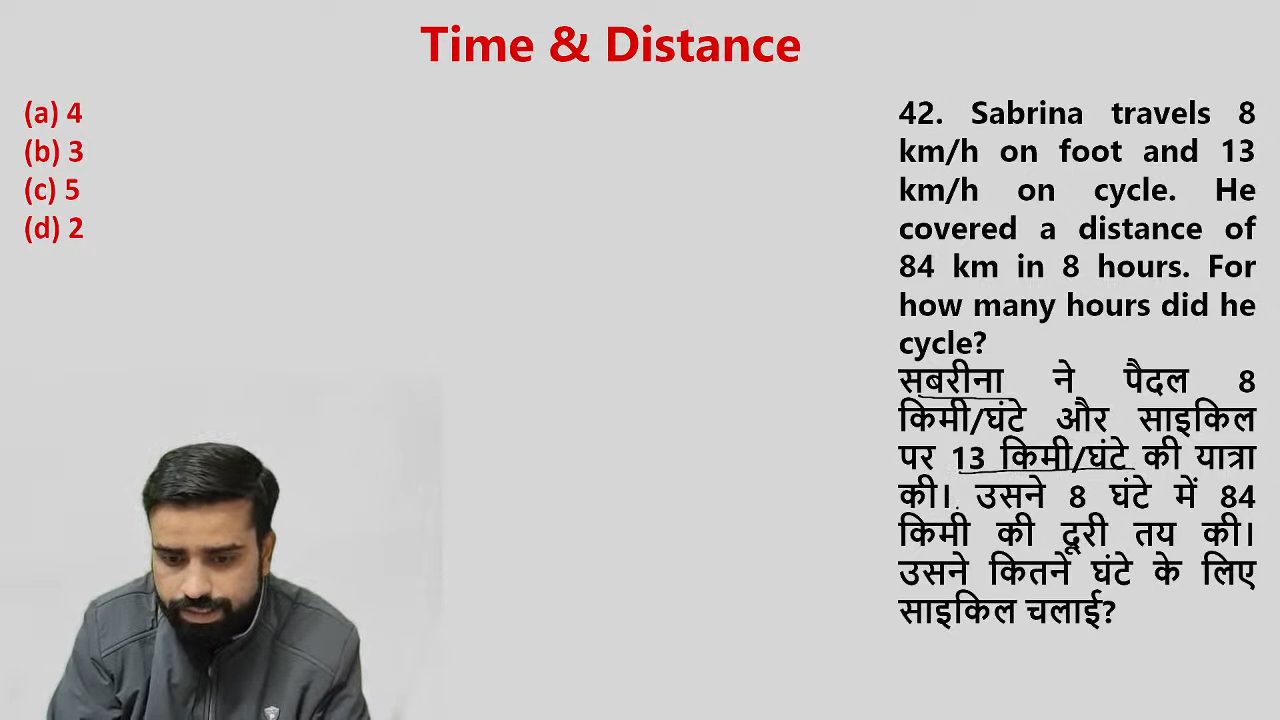 Time & Distance
(a) 4
(b) 3
(c) 5
(d) 2
42. Sabrina travels 8
km/h on foot and 13
km/h on cycle. He
covered a distance of
84 km in 8 hours. For
how many hours did he
cycle?
सबरीना ने पैदल 8
किमी/घंटे और साइकिल
पर 13 किमी/घंटे की यात्रा
की। उसने 8 घंटे में 84
किमी की दूरी तय की।
उसने कितने घंटे के लिए
साइकिल चलाई?